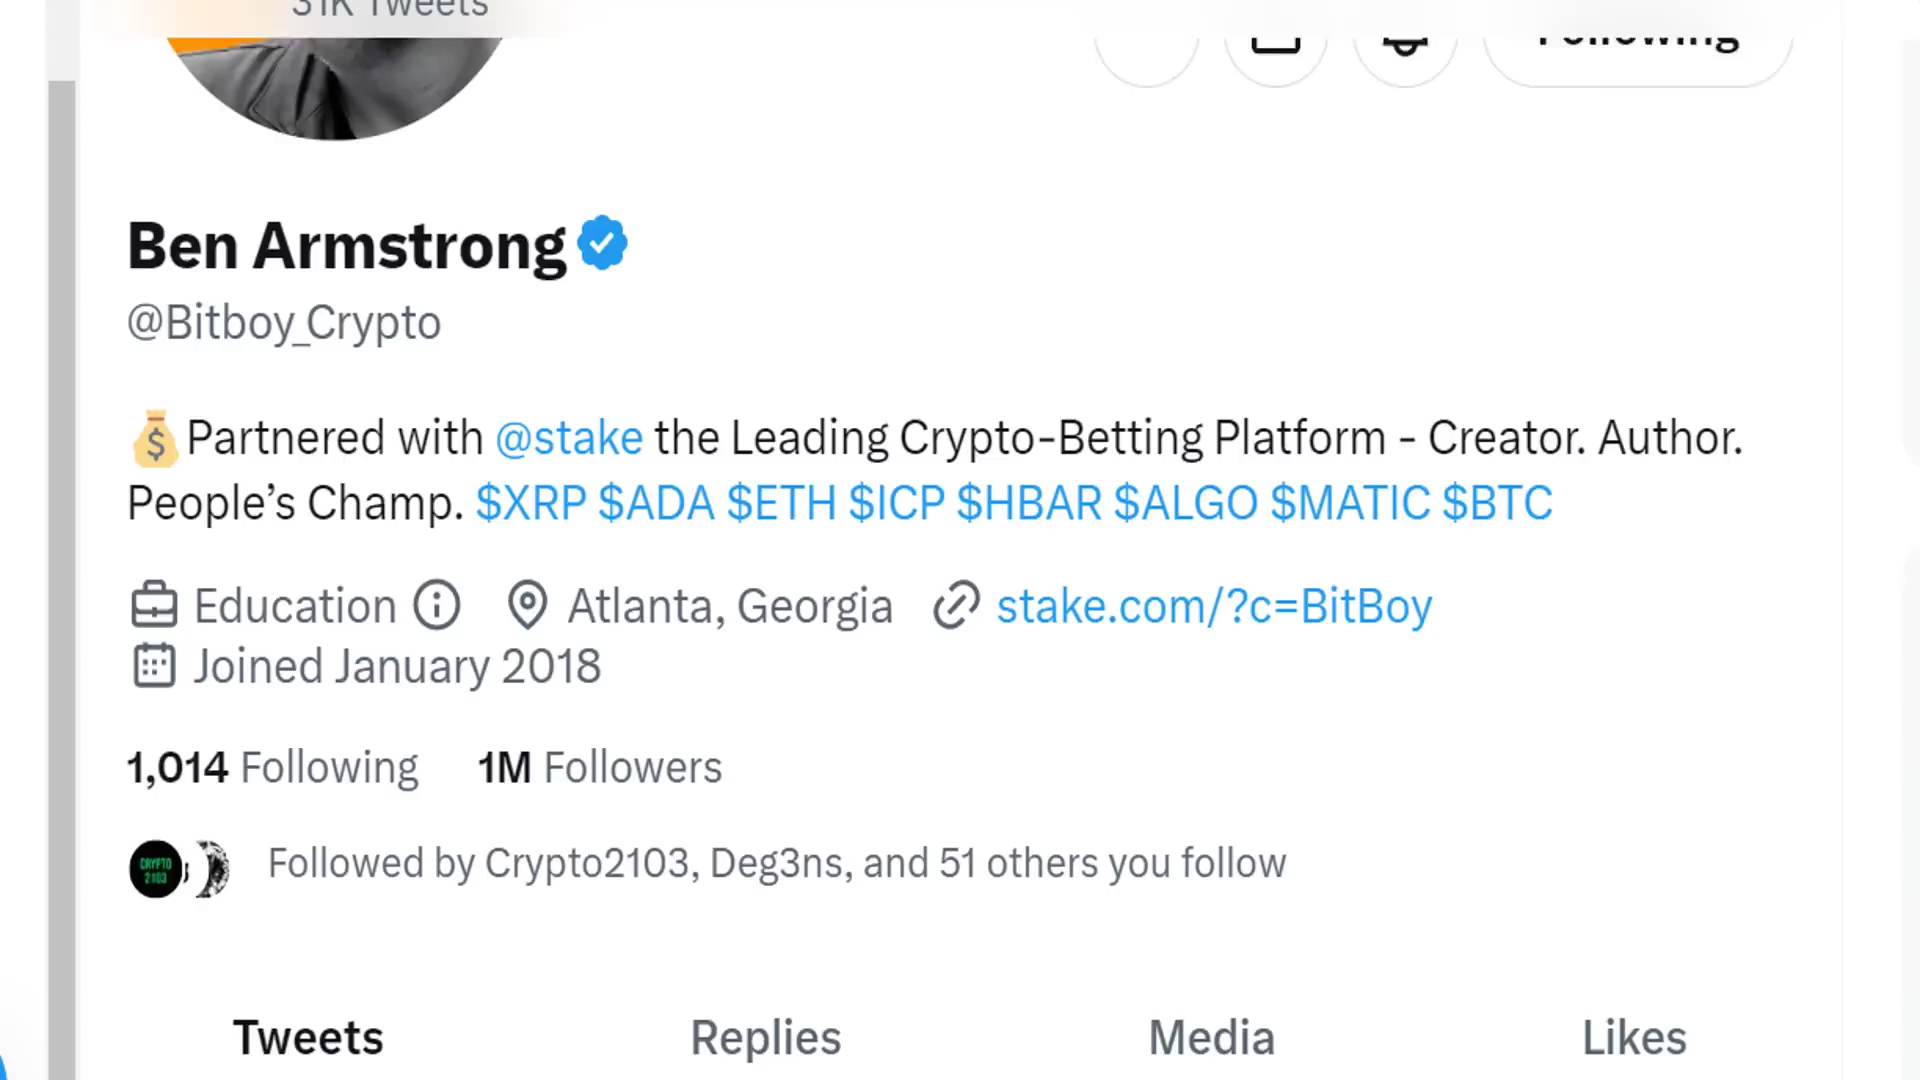 31K Tweets
Following
Ben Armstrong
@Bitboy_Crypto
💰Partnered with @stake the Leading Crypto-Betting Platform - Creator. Author.
People’s Champ. $XRP $ADA $ETH $ICP $HBAR $ALGO $MATIC $BTC
Education Atlanta, Georgia stake.com/?c=BitBoy
Joined January 2018
1,014 Following 1M Followers
CRYPTO
2103
Followed by Crypto2103, Deg3ns, and 51 others you follow
Tweets Replies Media Likes